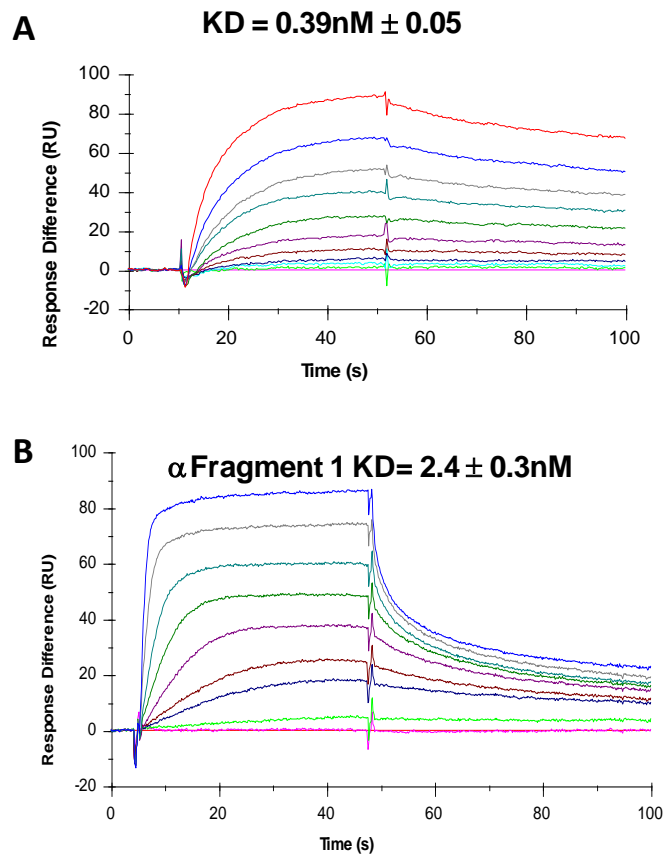 A
KD = 0.39nM ± 0.05
100
80
60
40
20
0
-20
Response Difference (RU)
0 20 40 60 80 100
Time (s)
B
α Fragment 1 KD= 2.4 ± 0.3nM
100
80
60
40
20
0
-20
Response Difference (RU)
0 20 40 60 80 100
Time (s)